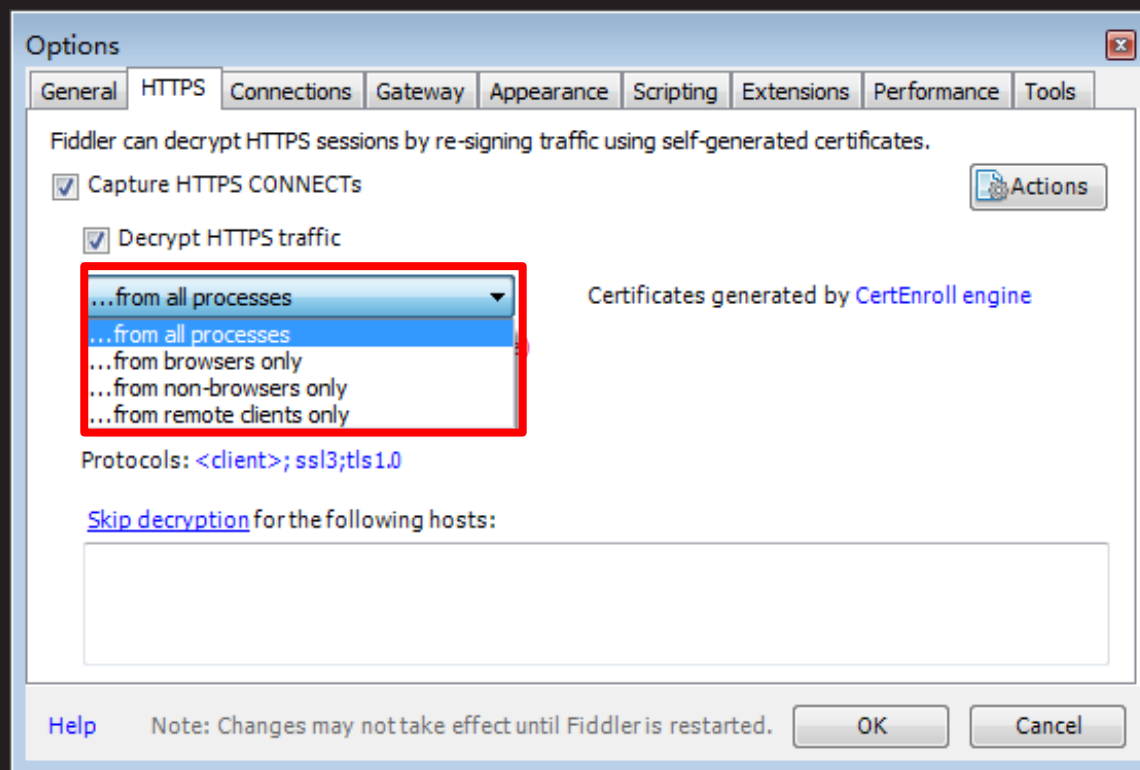 Options
General HTTPS Connections Gateway Appearance Scripting Extensions Performance Tools
Fiddler can decrypt HTTPS sessions by re-signing traffic using self-generated certificates.
Capture HTTPS CONNECTs
Actions
Decrypt HTTPS traffic
...from all processes
Certificates generated by CertEnroll engine
...from all processes
...from browsers only
...from non-browsers only
...from remote clients only
Protocols: <client>; ssl3;tls1.0
Skip decryption for the following hosts:
Help Note: Changes may not take effect until Fiddler is restarted. OK Cancel